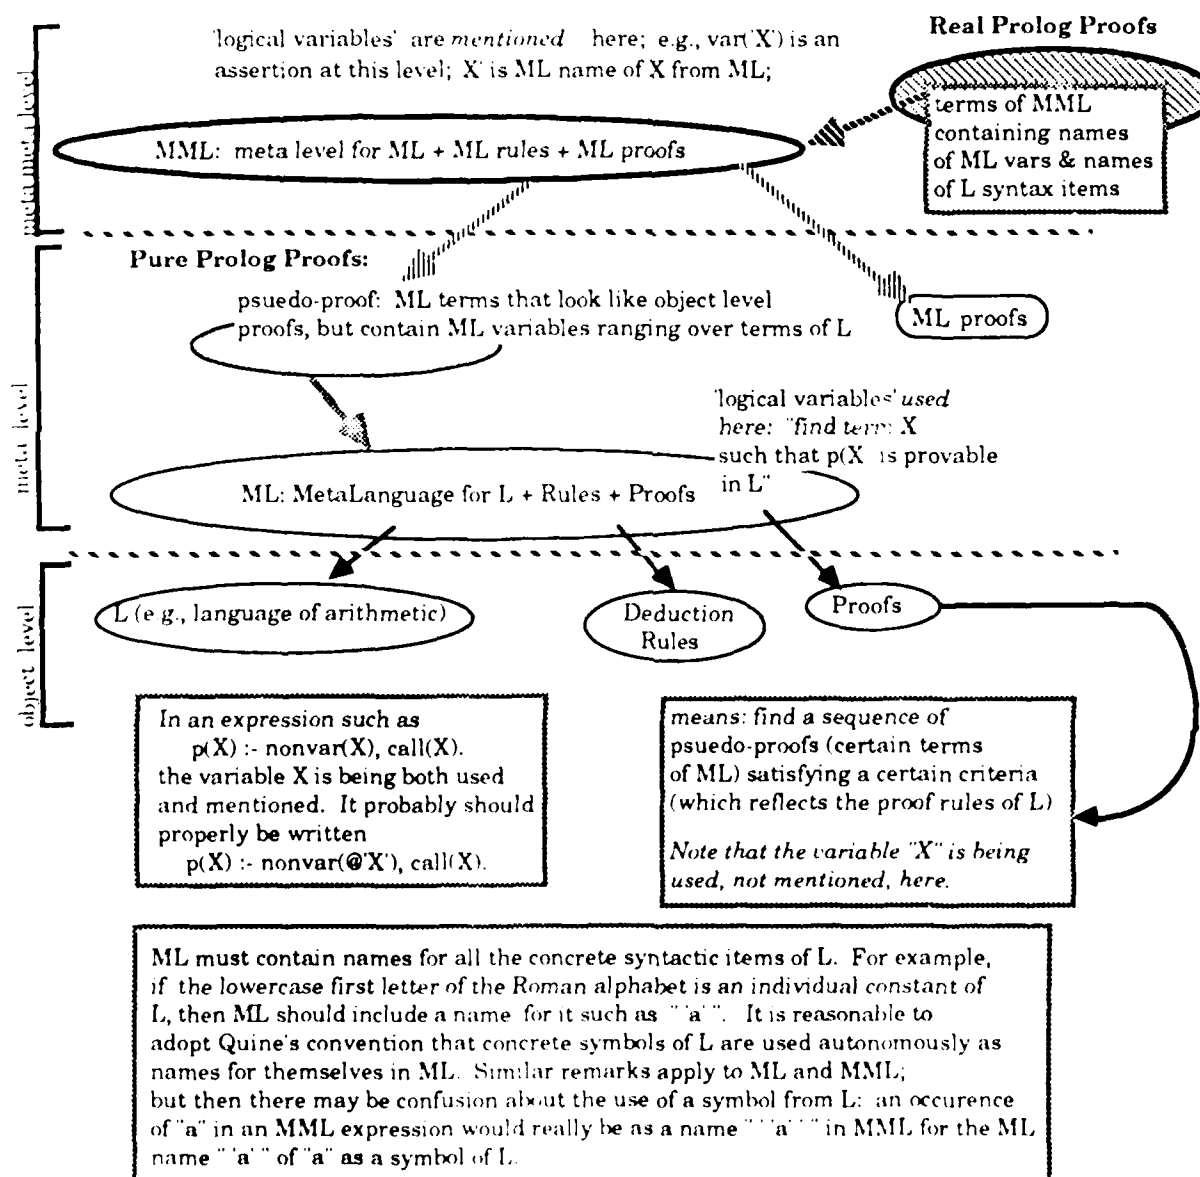 Real Prolog Proofs
'logical variables' are mentioned here; e.g., var('X') is an
assertion at this level; 'X' is ML name of X from ML;
meta meta level
terms of MML
containing names
of ML vars & names
of L syntax items
MML: meta level for ML + ML rules + ML proofs
Pure Prolog Proofs:
psuedo-proof: ML terms that look like object level
proofs, but contain ML variables ranging over terms of L
ML proofs
meta level
'logical variables' used
here: "find term X
such that p(X is provable
in L"
ML: MetaLanguage for L + Rules + Proofs
object level
L (e g., language of arithmetic)
Deduction
Rules
Proofs
In an expression such as
p(X) :- nonvar(X), call(X).
the variable X is being both used
and mentioned. It probably should
properly be written
p(X) :- nonvar(@'X'), call(X).
means: find a sequence of
psuedo-proofs (certain terms
of ML) satisfying a certain criteria
(which reflects the proof rules of L)
Note that the variable "X" is being
used, not mentioned, here.
ML must contain names for all the concrete syntactic items of L. For example,
if the lowercase first letter of the Roman alphabet is an individual constant of
L, then ML should include a name for it such as " 'a' ". It is reasonable to
adopt Quine's convention that concrete symbols of L are used autonomously as
names for themselves in ML. Similar remarks apply to ML and MML;
but then there may be confusion about the use of a symbol from L: an occurence
of "a" in an MML expression would really be as a name " ' 'a' ' " in MML for the ML
name " 'a' " of "a" as a symbol of L.